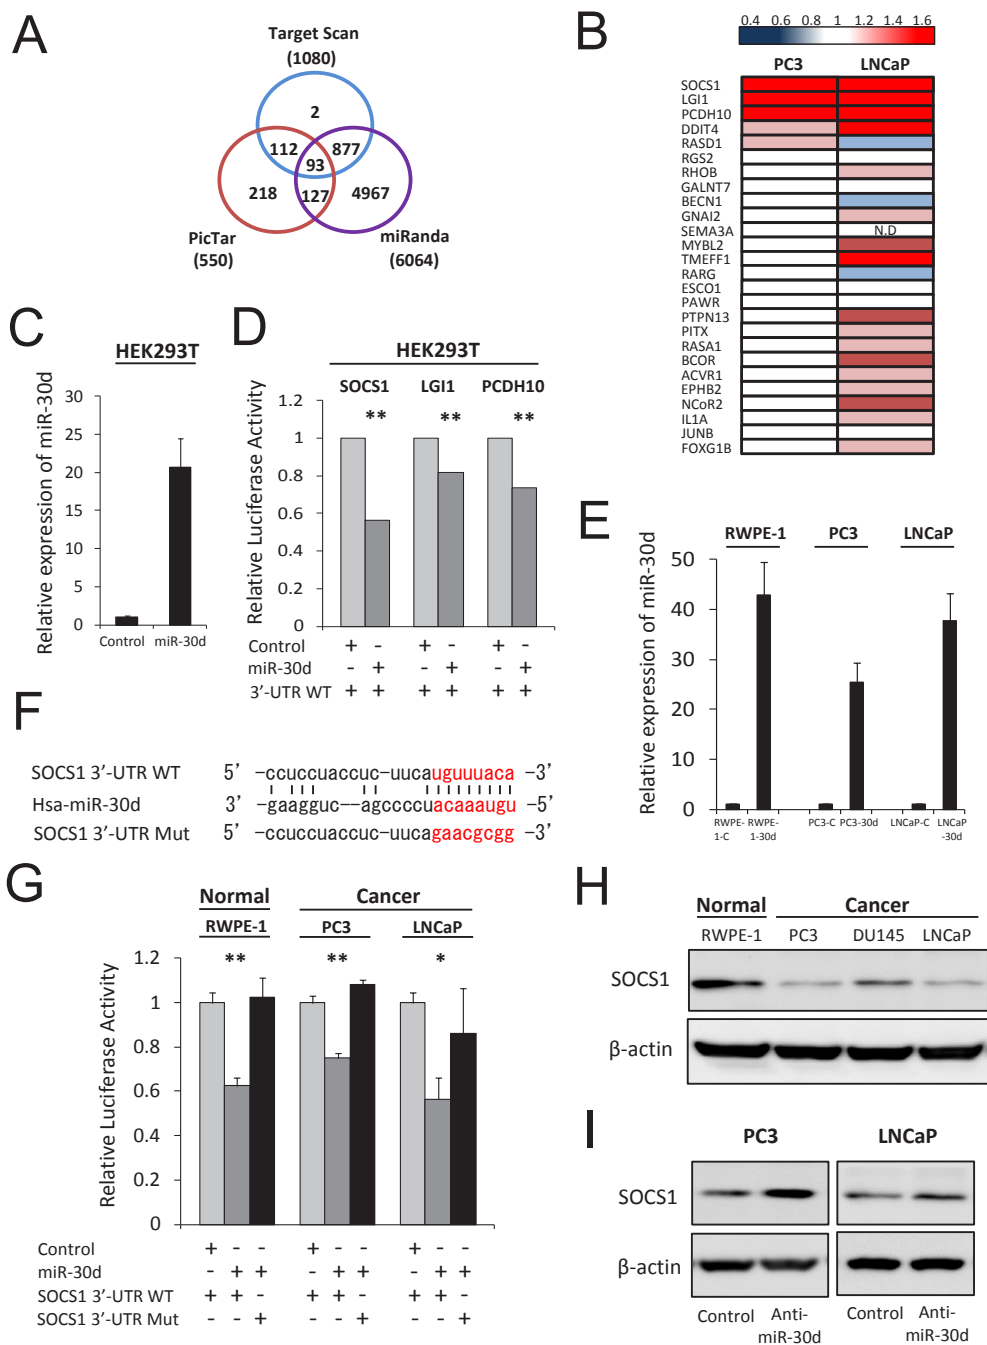 A
Target Scan
(1080)
2
112
877
93
218
127
4967
PicTar
(550)
miRanda
(6064)
B
0.4 0.6 0.8 1 1.2 1.4 1.6
PC3 LNCaP
SOCS1
LGI1
PCDH10
DDIT4
RASD1
RGS2
RHOB
GALNT7
BECN1
GNAI2
SEMA3A N.D
MYBL2
TMEFF1
RARG
ESCO1
PAWR
PTPN13
PITX
RASA1
BCOR
ACVR1
EPHB2
NCoR2
IL1A
JUNB
FOXG1B
C
HEK293T
Relative expression of miR-30d
30
25
20
15
10
5
0
Control miR-30d
D
HEK293T
SOCS1 LGI1 PCDH10
** ** **
Relative Luciferase Activity
1.2
1
0.8
0.6
0.4
0.2
0
Control + - + - + -
miR-30d - + - + - +
3′-UTR WT + + + + + +
E
RWPE-1 PC3 LNCaP
Relative expression of miR-30d
50
40
30
20
10
0
RWPE-1-C RWPE-1-30d PC3-C PC3-30d LNCaP-C LNCaP-30d
F
SOCS1 3′-UTR WT 5′ -ccuccuaccuc-uucauguuuaca -3′
Hsa-miR-30d 3′ -gaagguc--agccccuacaaaugu -5′
SOCS1 3′-UTR Mut 5′ -ccuccuaccuc-uucagaacgcgg -3′
G
Normal Cancer
RWPE-1 PC3 LNCaP
** ** *
Relative Luciferase Activity
1.2
1
0.8
0.6
0.4
0.2
0
Control + - - + - - + - -
miR-30d - + + - + + - + +
SOCS1 3′-UTR WT + + - + + - + + -
SOCS1 3′-UTR Mut - - + - - + - - +
H
Normal Cancer
RWPE-1 PC3 DU145 LNCaP
SOCS1
β-actin
I
PC3 LNCaP
SOCS1
β-actin
Control Anti-miR-30d Control Anti-miR-30d